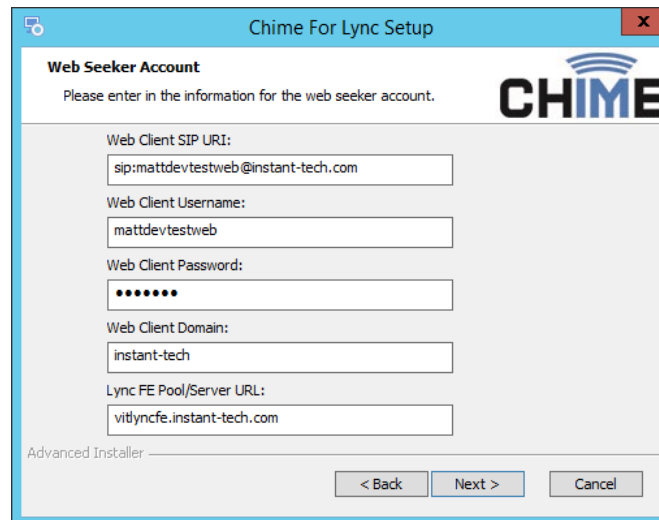 Chime For Lync Setup
x
Web Seeker Account
Please enter in the information for the web seeker account.
CHIME
Web Client SIP URI:
sip:mattdevtestweb@instant-tech.com
Web Client Username:
mattdevtestweb
Web Client Password:
•••••••
Web Client Domain:
instant-tech
Lync FE Pool/Server URL:
vitlyncfe.instant-tech.com
Advanced Installer
< Back Next > Cancel